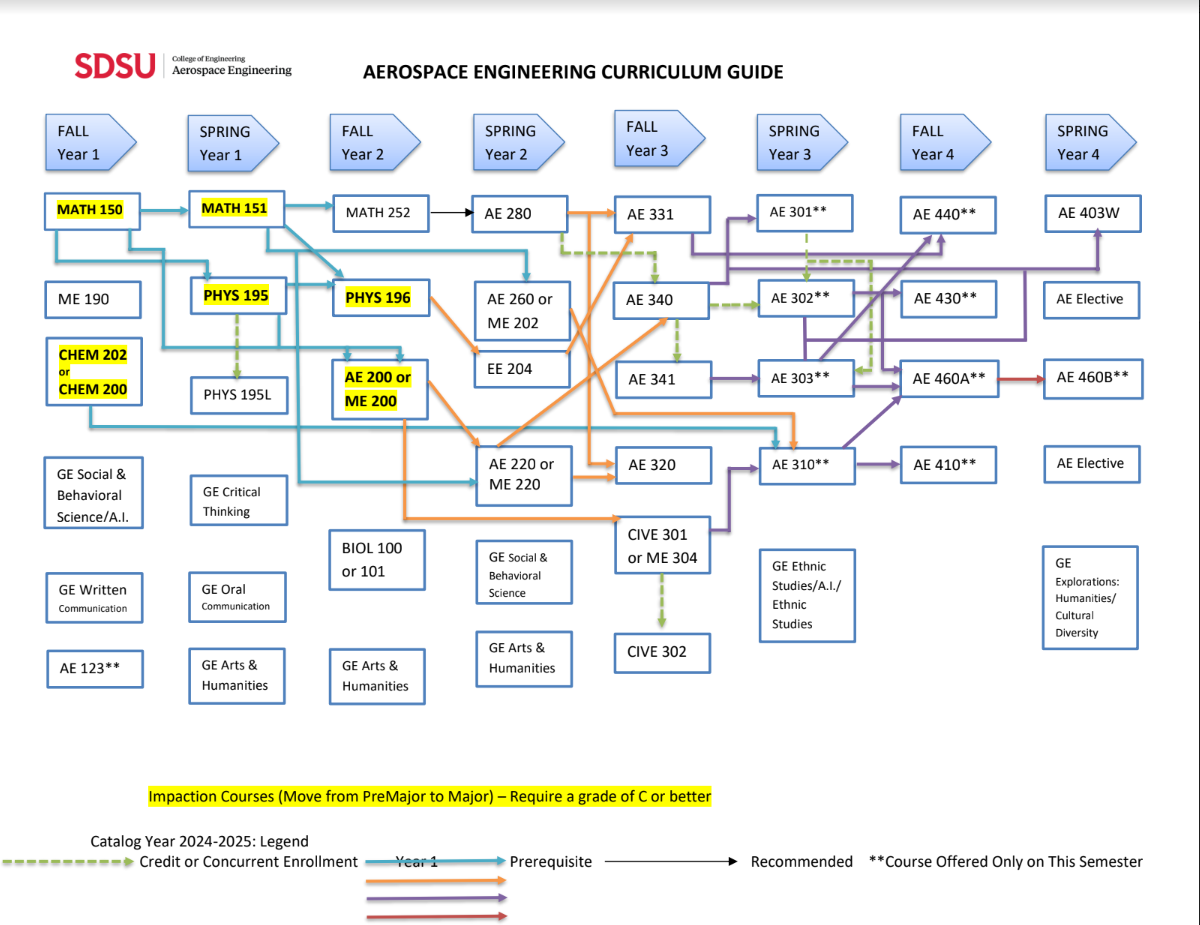 SDSU
College of Engineering
Aerospace Engineering
AEROSPACE ENGINEERING CURRICULUM GUIDE
FALL
Year 1
SPRING
Year 1
FALL
Year 2
SPRING
Year 2
FALL
Year 3
SPRING
Year 3
FALL
Year 4
SPRING
Year 4
MATH 150
MATH 151
MATH 252
AE 280
AE 331
AE 301**
AE 440**
AE 403W
ME 190
PHYS 195
PHYS 196
AE 260 or
ME 202
AE 340
AE 302**
AE 430**
AE Elective
CHEM 202
or
CHEM 200
PHYS 195L
AE 200 or
ME 200
EE 204
AE 341
AE 303**
AE 460A**
AE 460B**
GE Social &
Behavioral
Science/A.I.
GE Critical
Thinking
AE 220 or
ME 220
AE 320
AE 310**
AE 410**
AE Elective
BIOL 100
or 101
GE Social &
Behavioral
Science
CIVE 301
or ME 304
GE Ethnic
Studies/A.I./
Ethnic
Studies
GE
Explorations:
Humanities/
Cultural
Diversity
GE Written
Communication
GE Oral
Communication
AE 123**
GE Arts &
Humanities
GE Arts &
Humanities
GE Arts &
Humanities
CIVE 302
Impaction Courses (Move from PreMajor to Major) – Require a grade of C or better
Catalog Year 2024-2025: Legend
Credit or Concurrent Enrollment Year 1 Prerequisite Recommended **Course Offered Only on This Semester